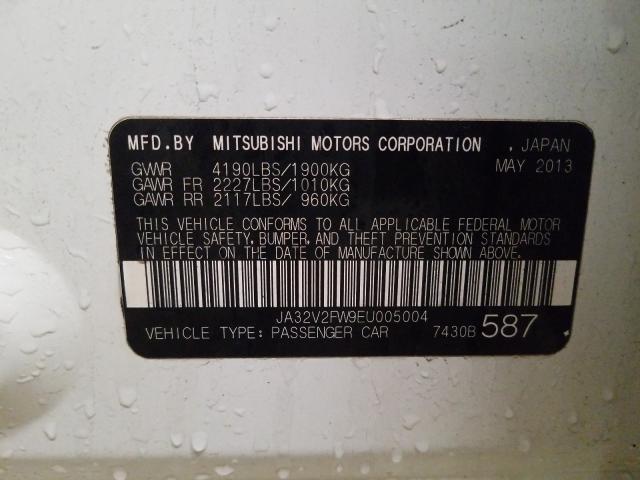 MFD.BY MITSUBISHI MOTORS CORPORATION , JAPAN
MAY 2013
GVWR 4190LBS/1900KG
GAWR FR 2227LBS/1010KG
GAWR RR 2117LBS/ 960KG
THIS VEHICLE CONFORMS TO ALL APPLICABLE FEDERAL MOTOR
VEHICLE SAFETY, BUMPER, AND THEFT PREVENTION STANDARDS
IN EFFECT ON THE DATE OF MANUFACTURE SHOWN ABOVE.
JA32V2FW9EU005004
VEHICLE TYPE: PASSENGER CAR 7430B 587